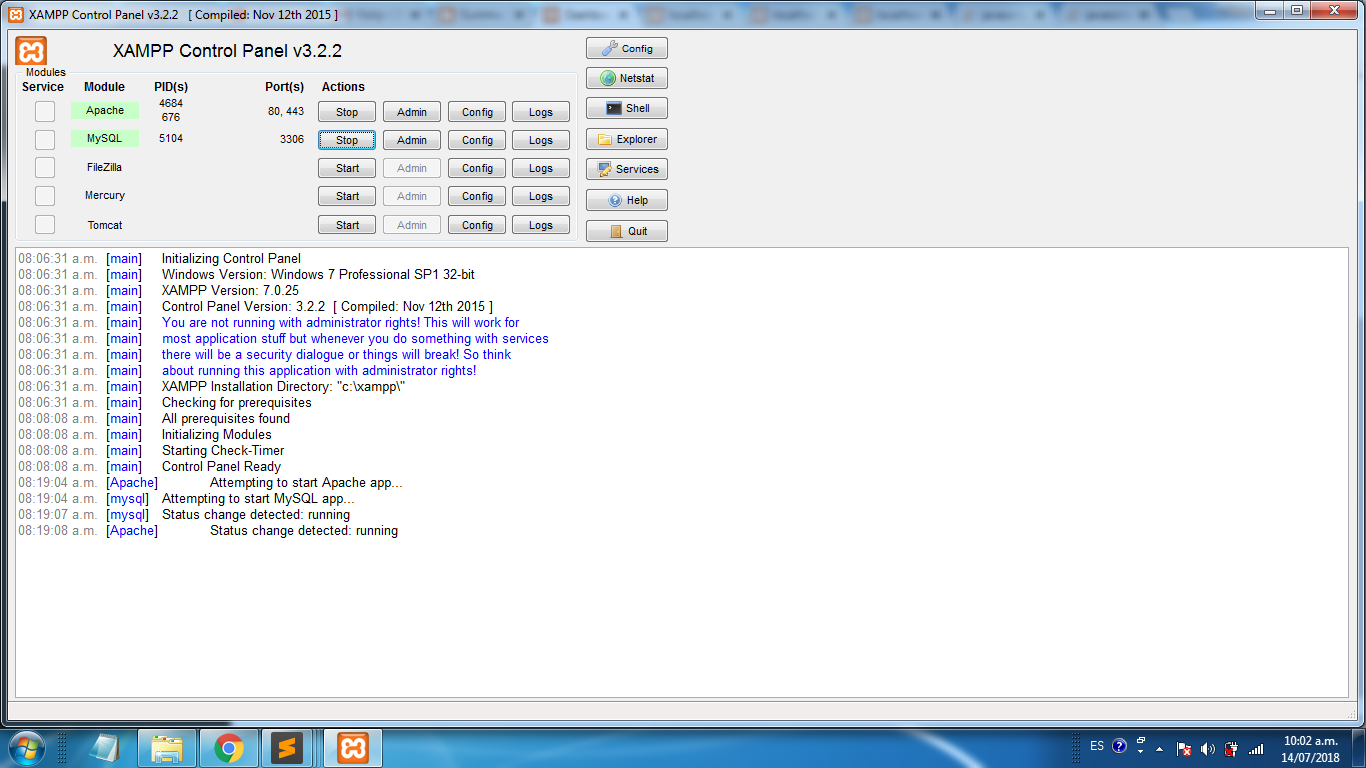 XAMPP Control Panel v3.2.2 [ Compiled: Nov 12th 2015 ]
XAMPP Control Panel v3.2.2
Config
Modules
Service Module PID(s) Port(s) Actions
Netstat
Apache 4684 676 80, 443 Stop Admin Config Logs
Shell
MySQL 5104 3306 Stop Admin Config Logs
Explorer
FileZilla Start Admin Config Logs
Services
Mercury Start Admin Config Logs
Help
Tomcat Start Admin Config Logs
Quit
08:06:31 a.m. [main] Initializing Control Panel
08:06:31 a.m. [main] Windows Version: Windows 7 Professional SP1 32-bit
08:06:31 a.m. [main] XAMPP Version: 7.0.25
08:06:31 a.m. [main] Control Panel Version: 3.2.2 [ Compiled: Nov 12th 2015 ]
08:06:31 a.m. [main] You are not running with administrator rights! This will work for
08:06:31 a.m. [main] most application stuff but whenever you do something with services
08:06:31 a.m. [main] there will be a security dialogue or things will break! So think
08:06:31 a.m. [main] about running this application with administrator rights!
08:06:31 a.m. [main] XAMPP Installation Directory: "c:\xampp\"
08:06:31 a.m. [main] Checking for prerequisites
08:08:08 a.m. [main] All prerequisites found
08:08:08 a.m. [main] Initializing Modules
08:08:08 a.m. [main] Starting Check-Timer
08:08:08 a.m. [main] Control Panel Ready
08:19:04 a.m. [Apache] Attempting to start Apache app...
08:19:04 a.m. [mysql] Attempting to start MySQL app...
08:19:07 a.m. [mysql] Status change detected: running
08:19:08 a.m. [Apache] Status change detected: running
ES
10:02 a.m.
14/07/2018